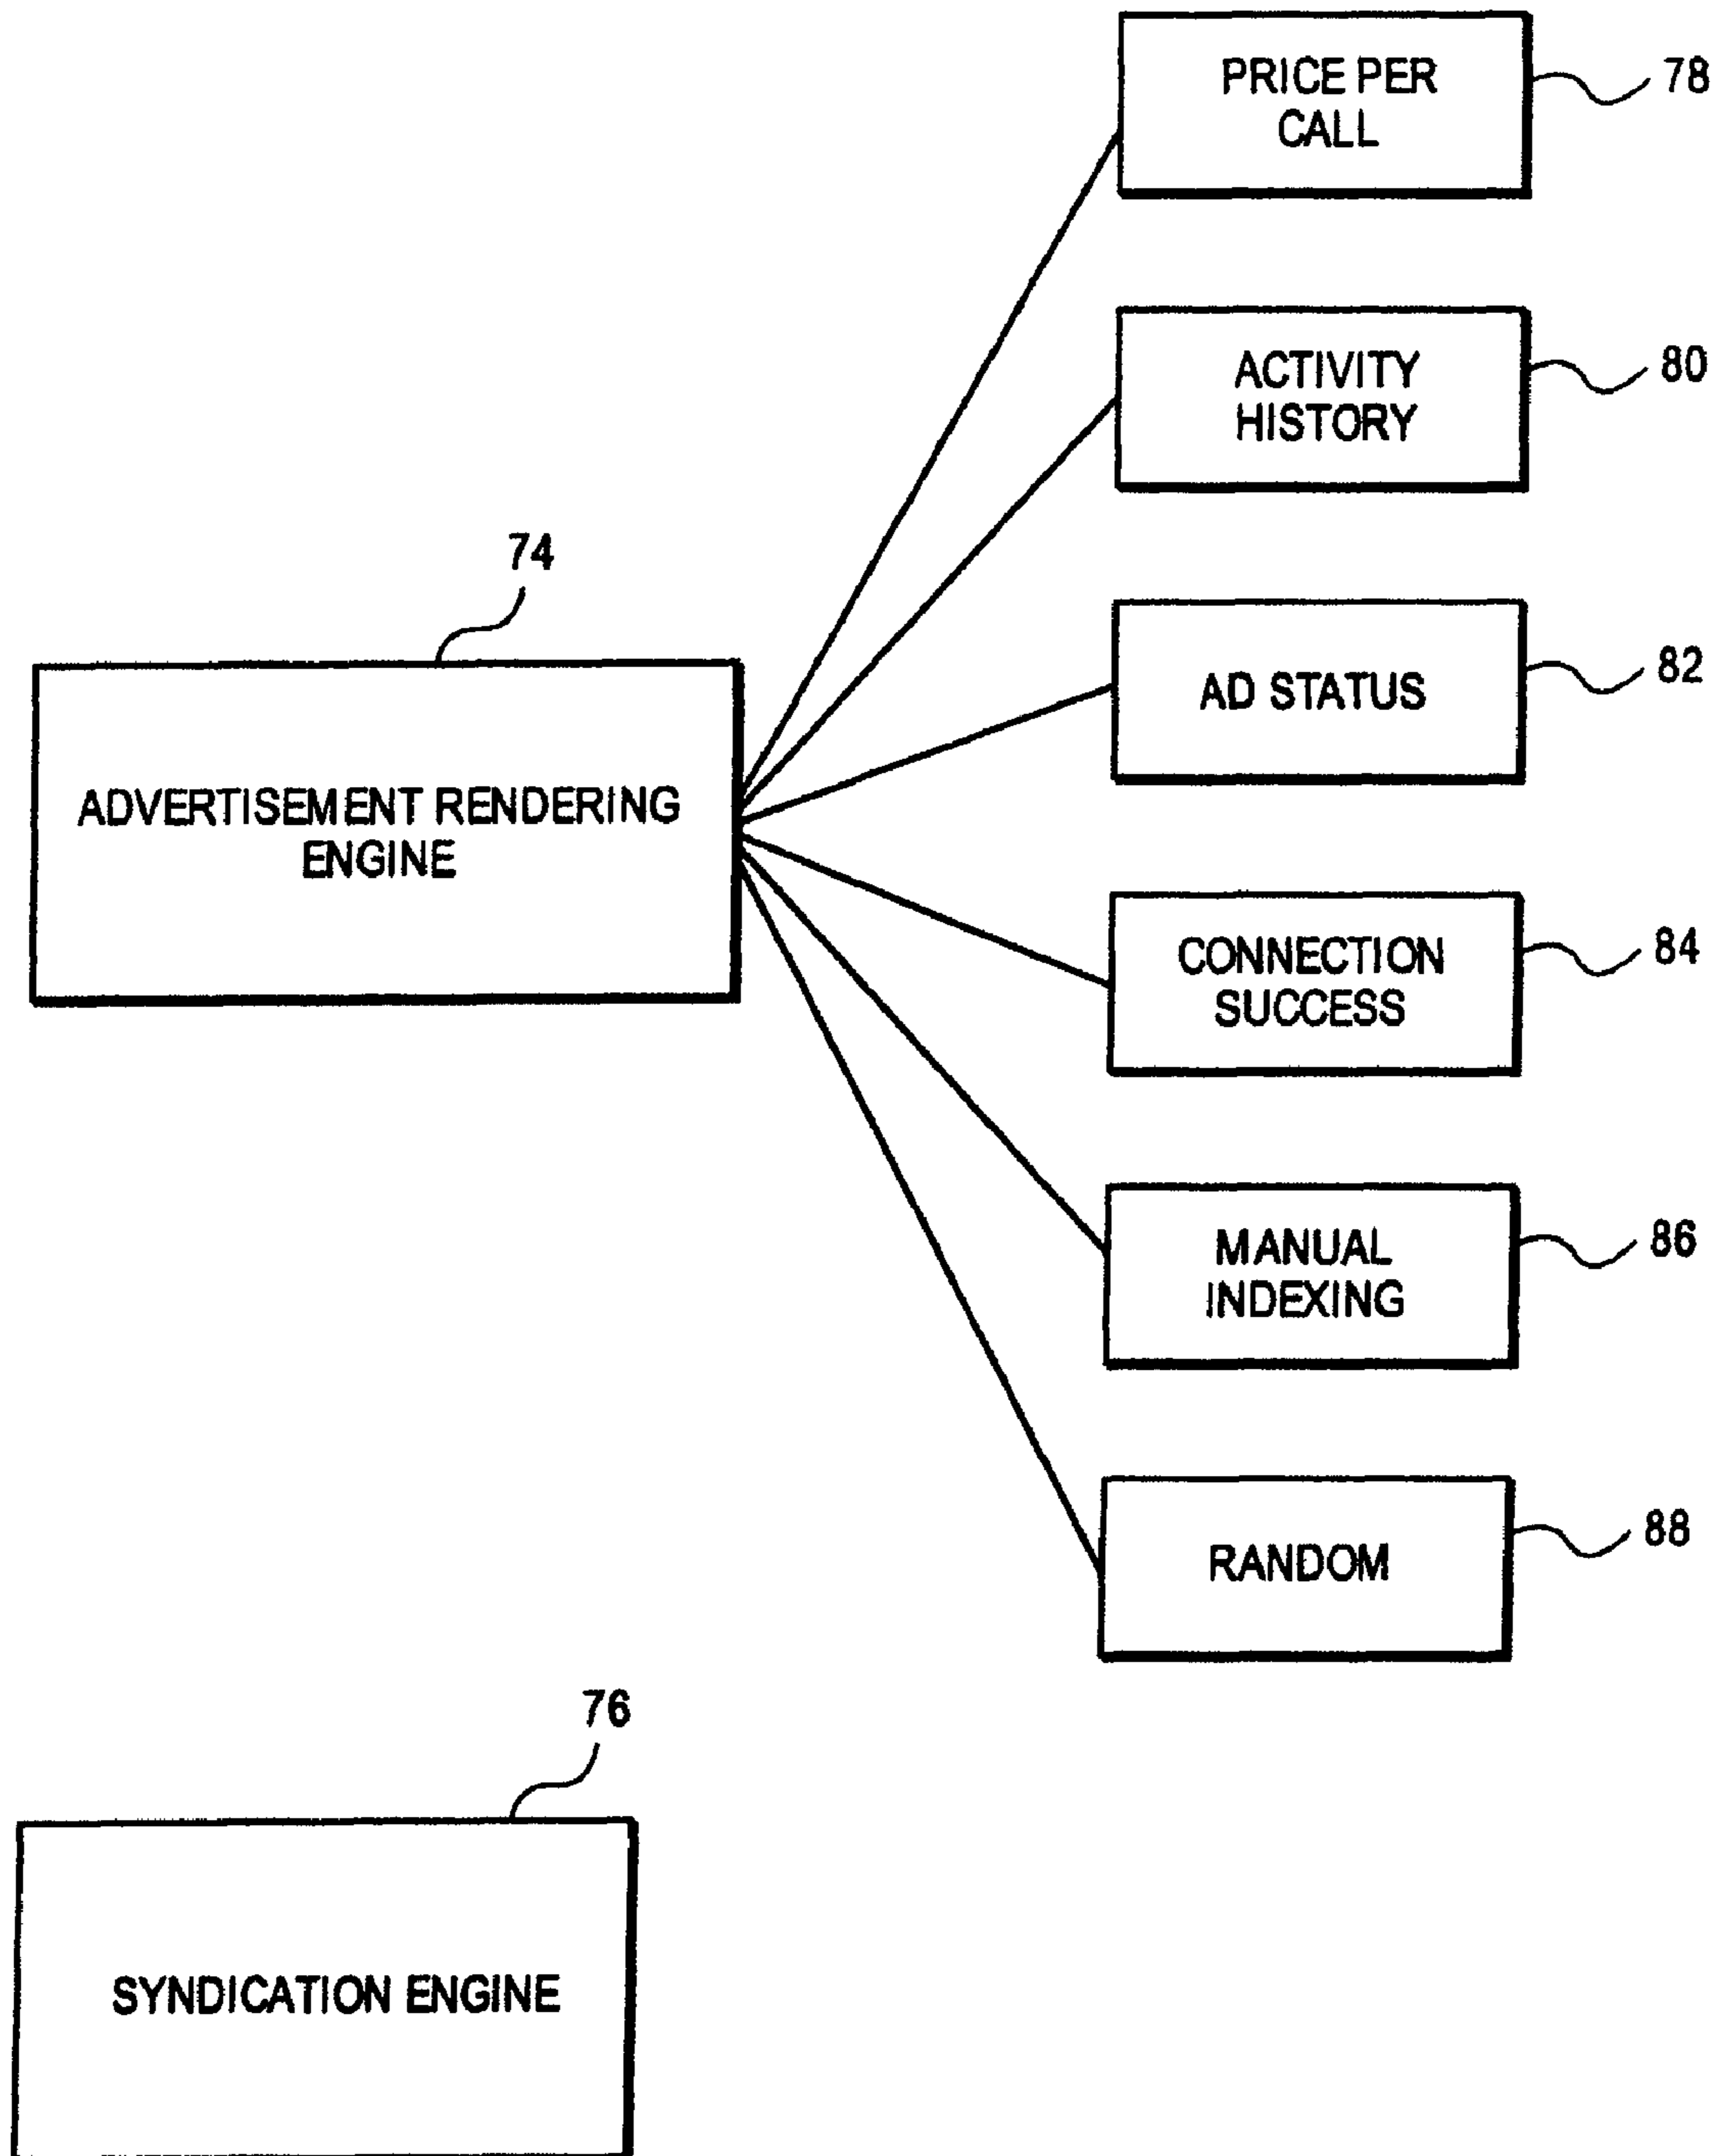 PRICE PER
CALL
78
ACTIVITY
HISTORY
80
74
AD STATUS
82
ADVERTISEMENT RENDERING
ENGINE
CONNECTION
SUCCESS
84
MANUAL
INDEXING
86
RANDOM
88
76
SYNDICATION ENGINE